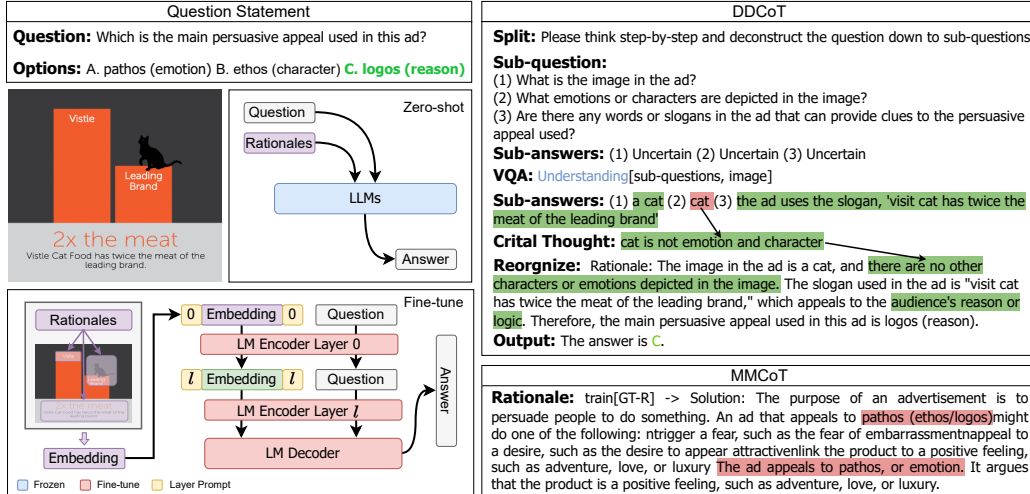 Question Statement
Question: Which is the main persuasive appeal used in this ad?
Options: A. pathos (emotion) B. ethos (character) C. logos (reason)
Vistle
Leading
Brand
2x the meat
Vistle Cat Food has twice the meat of the
leading brand.
Zero-shot
Question
Rationales
LLMs
Answer
Fine-tune
Rationales
Vistle
Leading
2x the meat
Embedding
0 Embedding 0 Question
LM Encoder Layer 0
l Embedding l Question
LM Encoder Layer l
LM Decoder
Answer
Frozen Fine-tune Layer Prompt
DDCoT
Split: Please think step-by-step and deconstruct the question down to sub-questions
Sub-question:
(1) What is the image in the ad?
(2) What emotions or characters are depicted in the image?
(3) Are there any words or slogans in the ad that can provide clues to the persuasive
appeal used?
Sub-answers: (1) Uncertain (2) Uncertain (3) Uncertain
VQA: Understanding[sub-questions, image]
Sub-answers: (1) a cat (2) cat (3) the ad uses the slogan, 'visit cat has twice the
meat of the leading brand'
Crital Thought: cat is not emotion and character
Reorgnize: Rationale: The image in the ad is a cat, and there are no other
characters or emotions depicted in the image. The slogan used in the ad is "visit cat
has twice the meat of the leading brand," which appeals to the audience's reason or
logic. Therefore, the main persuasive appeal used in this ad is logos (reason).
Output: The answer is C.
MMCoT
Rationale: train[GT-R] -> Solution: The purpose of an advertisement is to
persuade people to do something. An ad that appeals to pathos (ethos/logos)might
do one of the following: ntrigger a fear, such as the fear of embarrassmentnappeal to
a desire, such as the desire to appear attractivenlink the product to a positive feeling,
such as adventure, love, or luxury The ad appeals to pathos, or emotion. It argues
that the product is a positive feeling, such as adventure, love, or luxury.